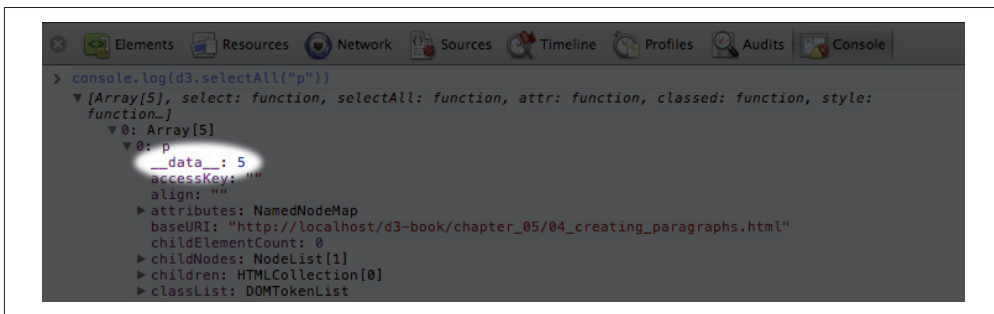 Elements Resources Network Sources Timeline Profiles Audits Console
> console.log(d3.selectAll("p"))
▼ [Array[5], select: function, selectAll: function, attr: function, classed: function, style:
function…]
▼ 0: Array[5]
▼ 0: p
__data__: 5
accessKey: ""
align: ""
▶ attributes: NamedNodeMap
baseURI: "http://localhost/d3-book/chapter_05/04_creating_paragraphs.html"
childElementCount: 0
▶ childNodes: NodeList[1]
▶ children: HTMLCollection[0]
▶ classList: DOMTokenList